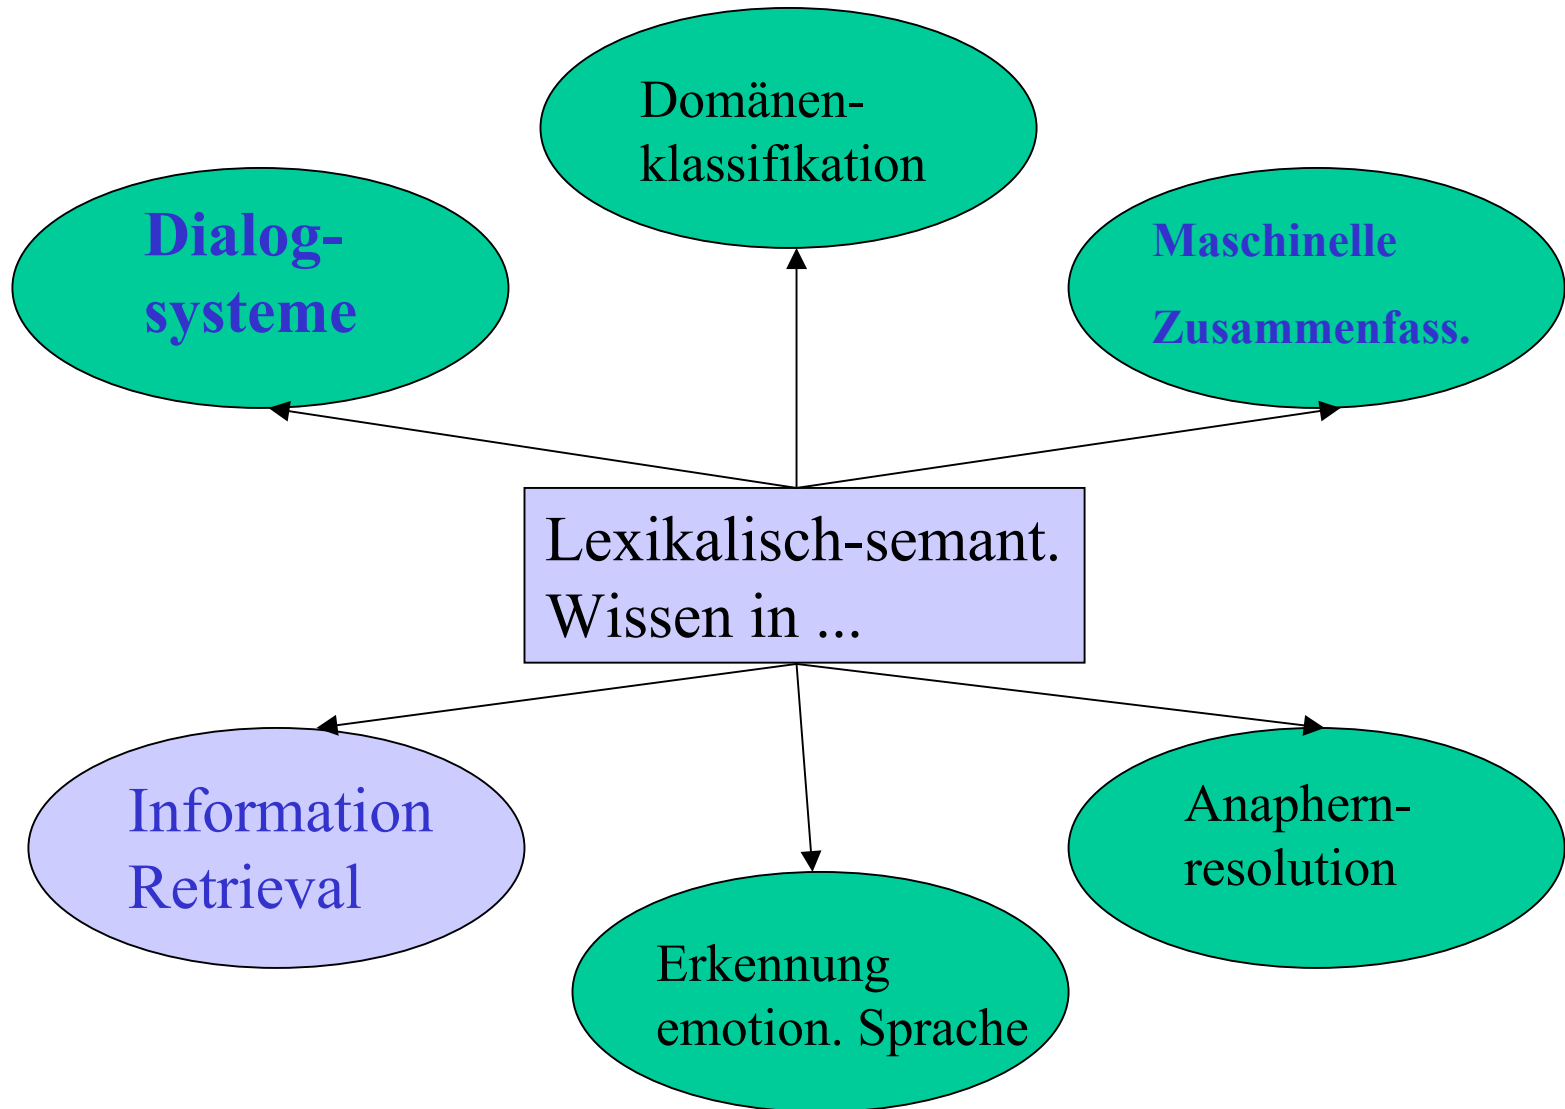 Domänen-
klassifikation
Dialog-
systeme
Maschinelle
Zusammenfass.
Lexikalisch-semant.
Wissen in ...
Information
Retrieval
Anaphern-
resolution
Erkennung
emotion. Sprache